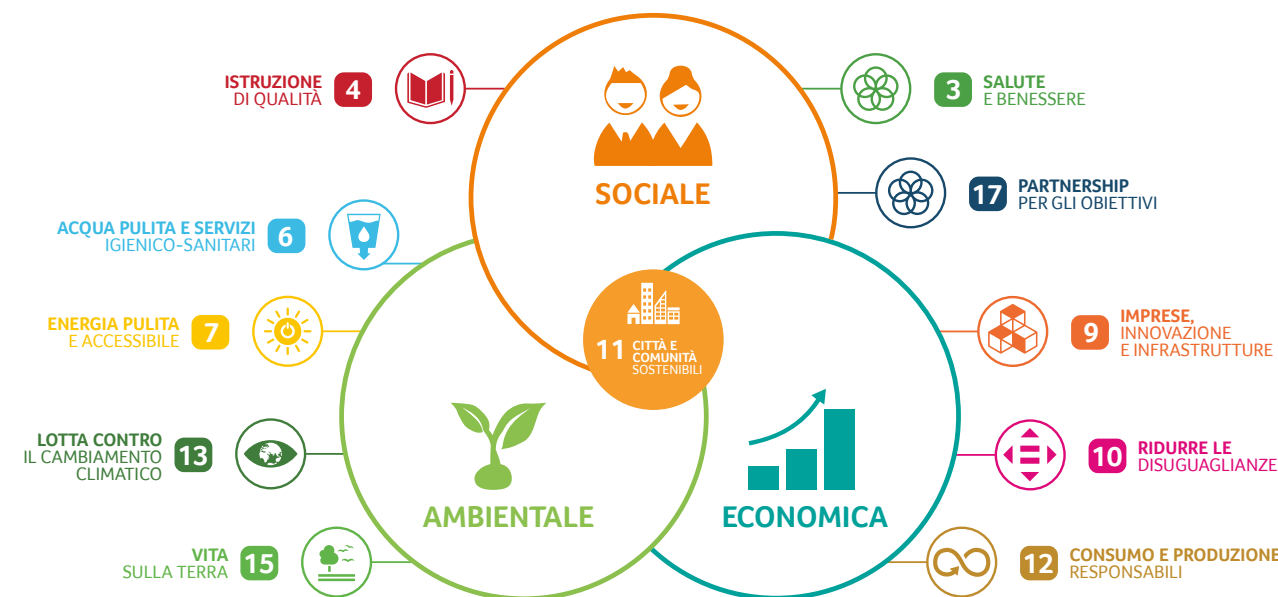 ISTRUZIONE
DI QUALITÀ
4
3
SALUTE
E BENESSERE
SOCIALE
17
PARTNERSHIP
PER GLI OBIETTIVI
ACQUA PULITA E SERVIZI
IGIENICO-SANITARI
6
ENERGIA PULITA
E ACCESSIBILE
7
11 CITTÀ E
COMUNITÀ
SOSTENIBILI
9
IMPRESE,
INNOVAZIONE
E INFRASTRUTTURE
LOTTA CONTRO
IL CAMBIAMENTO
CLIMATICO
13
10
RIDURRE LE
DISUGUAGLIANZE
AMBIENTALE
ECONOMICA
VITA
SULLA TERRA
15
12
CONSUMO E PRODUZIONE
RESPONSABILI